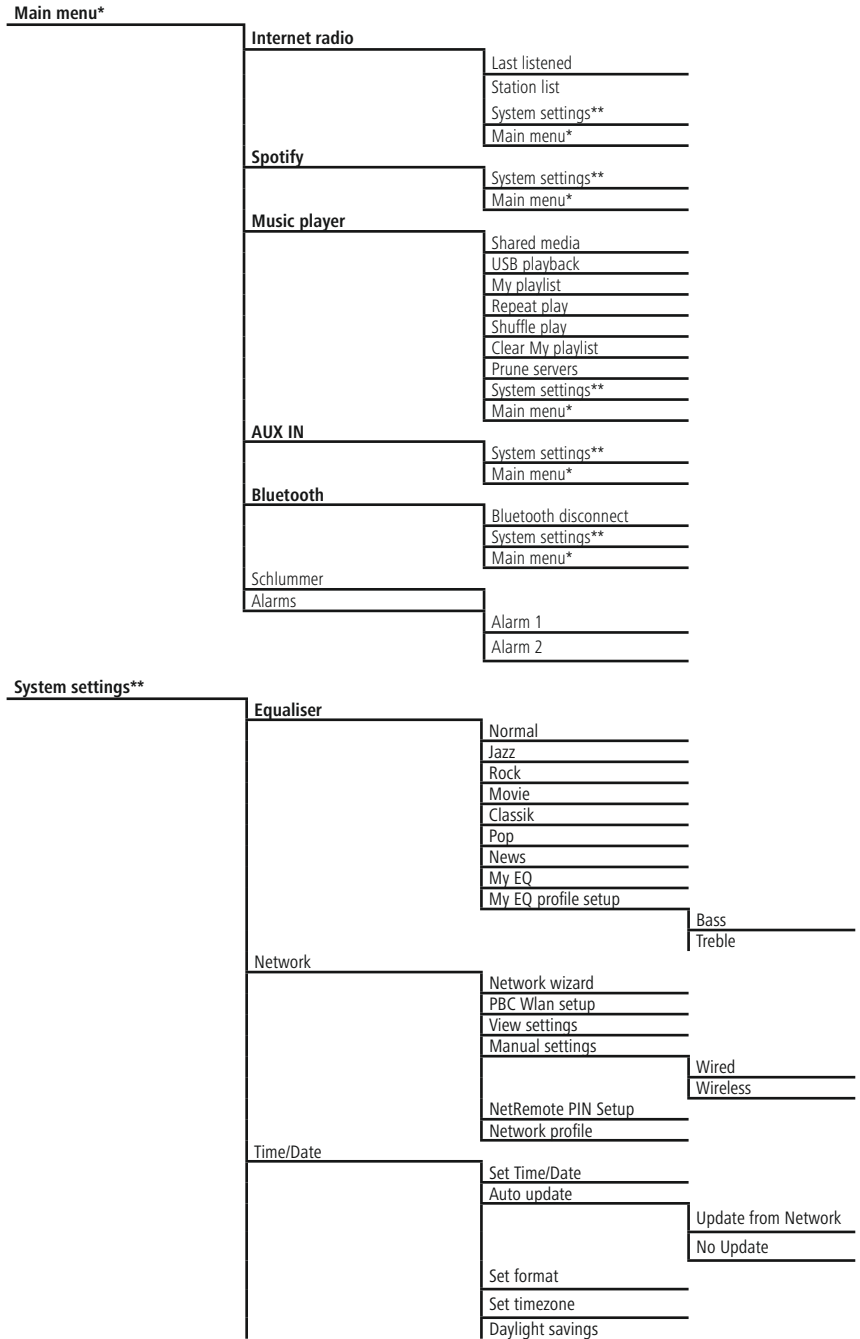 Main menu*
Internet radio
Last listened
Station list
System settings**
Main menu*
Spotify
System settings**
Main menu*
Music player
Shared media
USB playback
My playlist
Repeat play
Shuffle play
Clear My playlist
Prune servers
System settings**
Main menu*
AUX IN
System settings**
Main menu*
Bluetooth
Bluetooth disconnect
System settings**
Main menu*
Schlummer
Alarms
Alarm 1
Alarm 2
System settings**
Equaliser
Normal
Jazz
Rock
Movie
Classik
Pop
News
My EQ
My EQ profile setup
Bass
Treble
Network
Network wizard
PBC Wlan setup
View settings
Manual settings
Wired
Wireless
NetRemote PIN Setup
Network profile
Time/Date
Set Time/Date
Auto update
Update from Network
No Update
Set format
Set timezone
Daylight savings